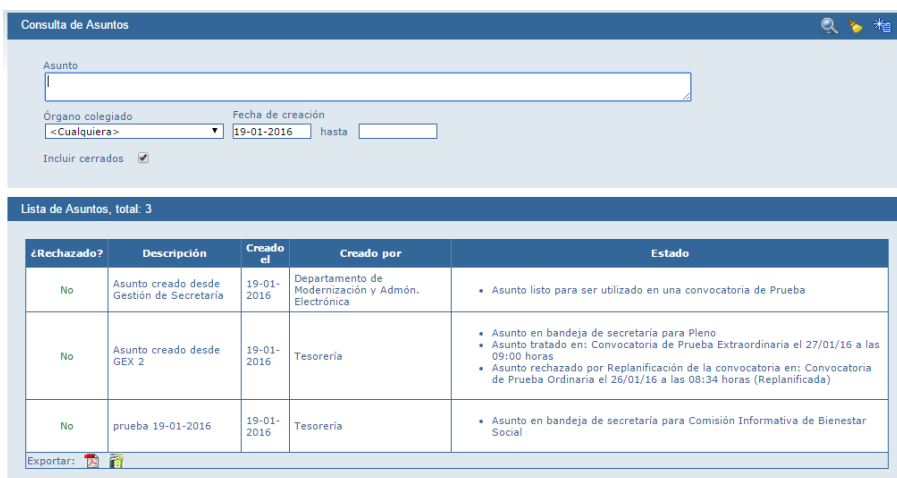 Consulta de Asuntos
Asunto
Órgano colegiado
Fecha de creación
<Cualquiera>
19-01-2016
hasta
Incluir cerrados
Lista de Asuntos, total: 3
¿Rechazado?
Descripción
Creado
el
Creado por
Estado
No
Asunto creado desde
Gestión de Secretaría
19-01-
2016
Departamento de
Modernización y Admón.
Electrónica
• Asunto listo para ser utilizado en una convocatoria de Prueba
No
Asunto creado desde
GEX 2
19-01-
2016
Tesorería
• Asunto en bandeja de secretaría para Pleno
• Asunto tratado en: Convocatoria de Prueba Extraordinaria el 27/01/16 a las
09:00 horas
• Asunto rechazado por Replanificación de la convocatoria en: Convocatoria
de Prueba Ordinaria el 26/01/16 a las 08:34 horas (Replanificada)
No
prueba 19-01-2016
19-01-
2016
Tesorería
• Asunto en bandeja de secretaría para Comisión Informativa de Bienestar
Social
Exportar: